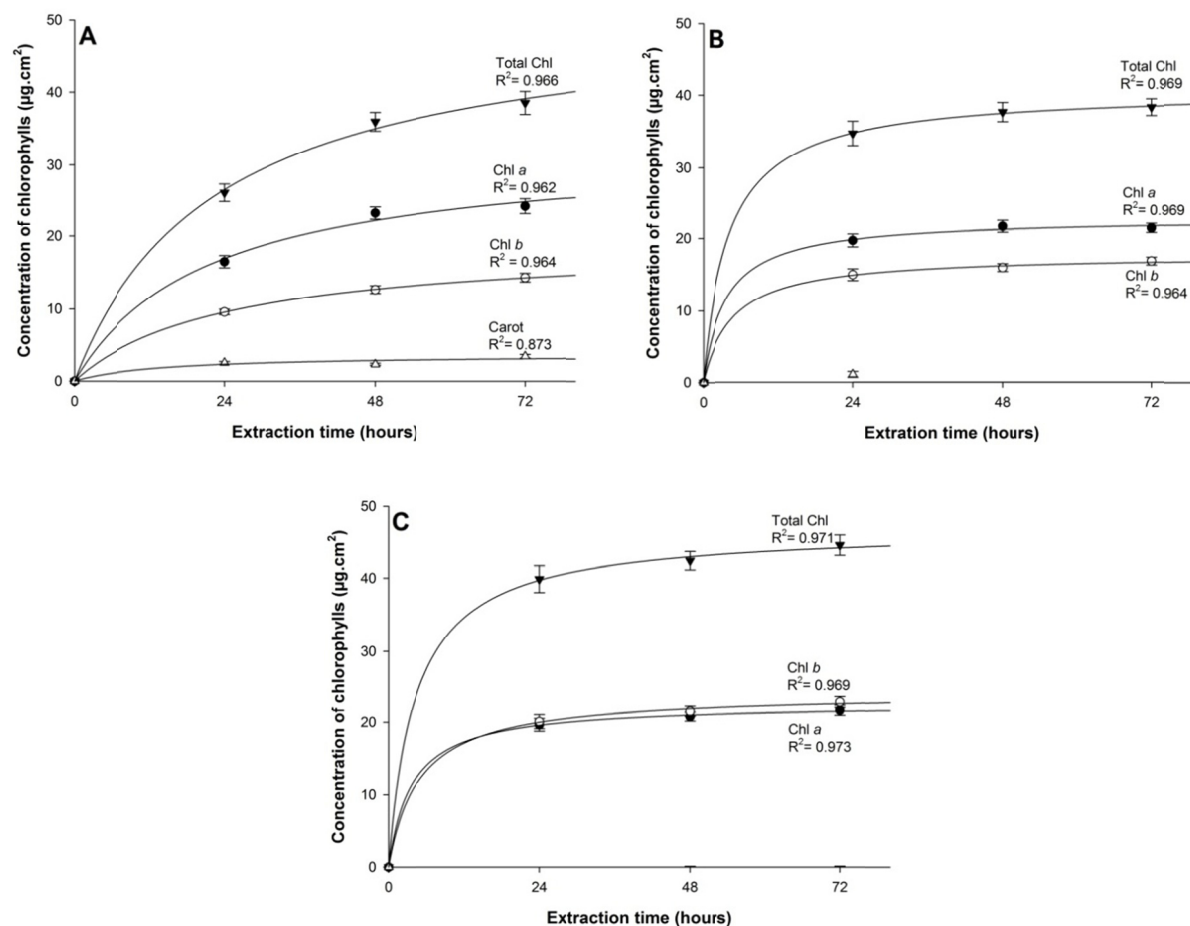 A
Concentration of chlorophylls (µg.cm²)
50
40
30
20
10
0
Total Chl
R²= 0.966
Chl a
R²= 0.962
Chl b
R² = 0.964
Carot
R²= 0.873
0 24 48 72
Extraction time (hours)
B
Concentration of chlorophylls (µg.cm²)
50
40
30
20
10
0
Total Chl
R²= 0.969
Chl a
R²= 0.969
Chl b
R²= 0.964
0 24 48 72
Extration time (hours)
C
Concentration of chlorophylls (µg.cm²)
50
40
30
20
10
0
Total Chl
R²= 0.971
Chl b
R²= 0.969
Chl a
R²= 0.973
0 24 48 72
Extraction time (hours)